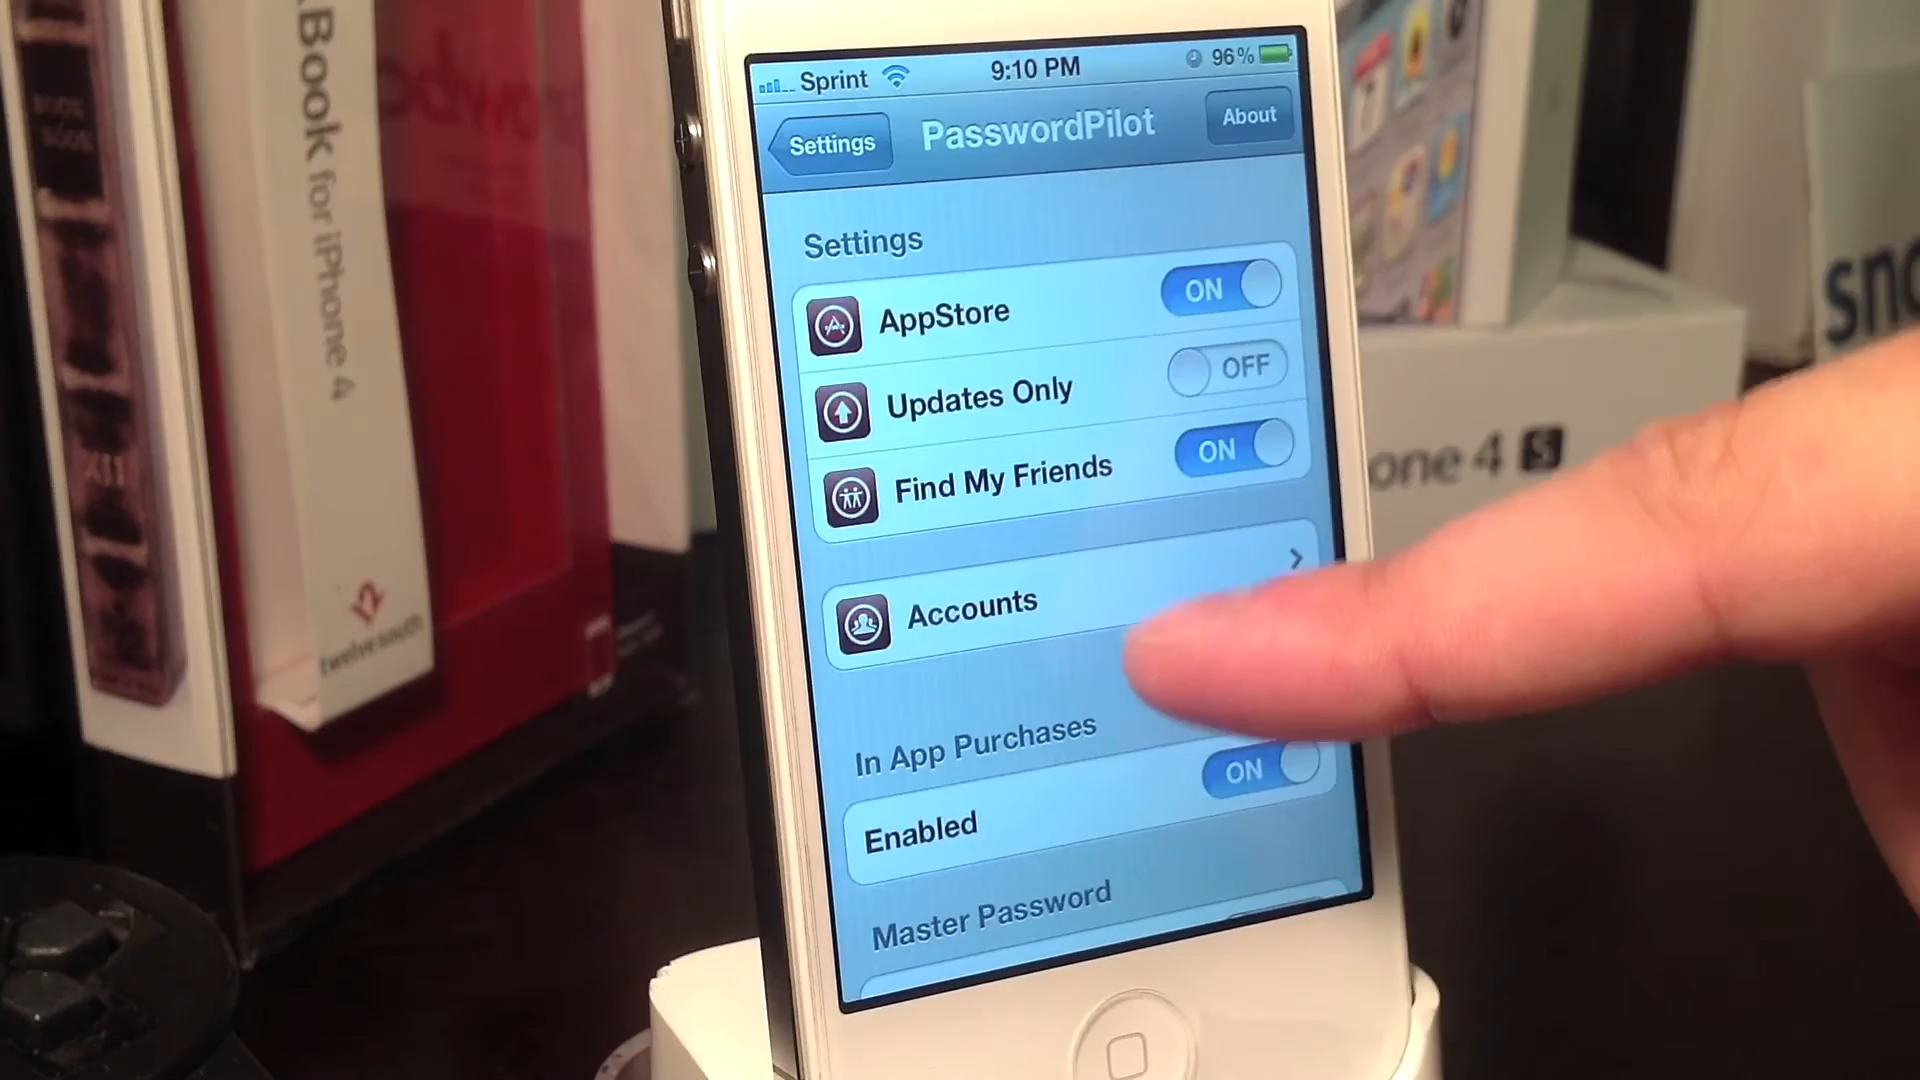 Sprint 9:10 PM 96%
Settings PasswordPilot About
Settings
AppStore ON
Updates Only OFF
Find My Friends ON
Accounts
In App Purchases
Enabled ON
Master Password
Book for iPhone 4
twelve south
one 4 S
sno